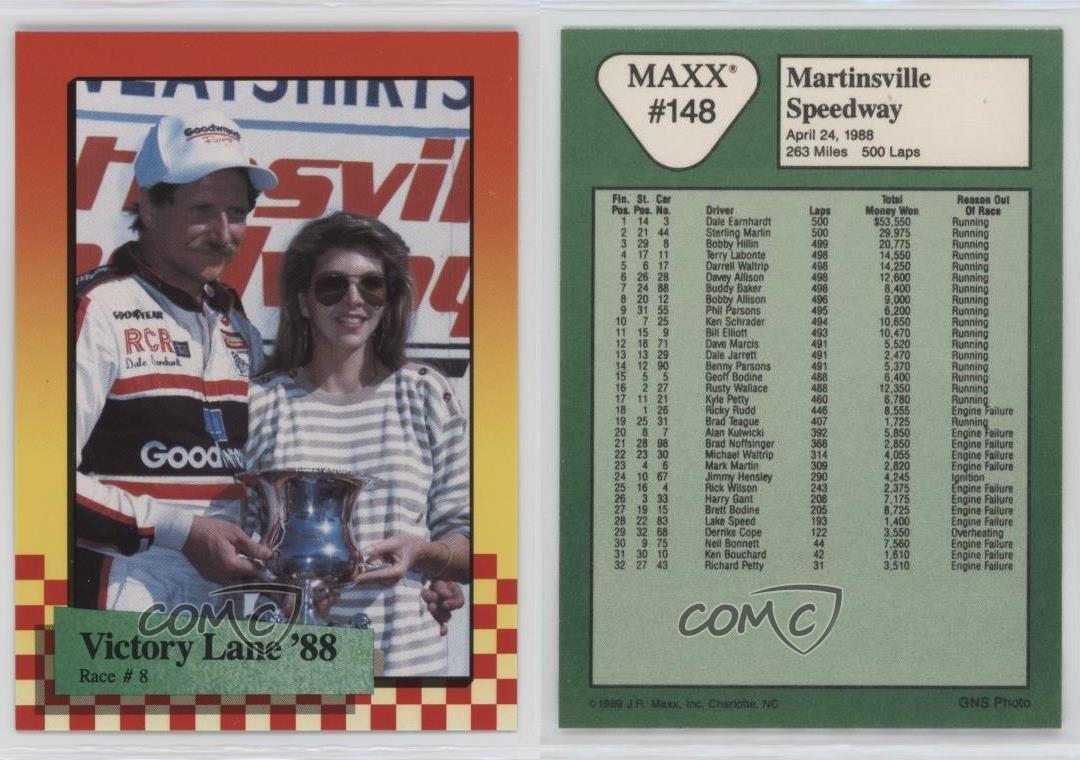 WEATSHIRTS
Goodwrench
Racing
GOODYEAR
RCR
Dale Earnhardt
Goodwr
Victory Lane ’88
Race # 8
COMC
MAXX®
#148
Martinsville
Speedway
April 24, 1988
263 Miles 500 Laps
Fin. St. Car Total Reason Out
Pos. Pos. No. Driver Laps Money Won Of Race
1 14 3 Dale Earnhardt 500 $53,550 Running
2 21 44 Sterling Marlin 500 29,975 Running
3 29 8 Bobby Hillin 499 20,775 Running
4 17 11 Terry Labonte 498 14,550 Running
5 6 17 Darrell Waltrip 498 14,250 Running
6 26 28 Davey Allison 498 12,600 Running
7 24 88 Buddy Baker 498 8,400 Running
8 20 12 Bobby Allison 496 9,000 Running
9 31 55 Phil Parsons 495 6,200 Running
10 7 25 Ken Schrader 494 10,650 Running
11 15 9 Bill Elliott 493 10,470 Running
12 18 71 Dave Marcis 491 5,520 Running
13 13 29 Dale Jarrett 491 2,470 Running
14 12 90 Benny Parsons 491 5,370 Running
15 5 5 Geoff Bodine 488 6,400 Running
16 2 27 Rusty Wallace 488 12,350 Running
17 11 21 Kyle Petty 460 6,780 Running
18 1 26 Ricky Rudd 446 8,555 Engine Failure
19 25 31 Brad Teague 407 1,725 Running
20 8 7 Alan Kulwicki 392 5,850 Engine Failure
21 28 98 Brad Noffsinger 368 2,850 Engine Failure
22 23 30 Michael Waltrip 314 4,055 Engine Failure
23 4 6 Mark Martin 309 2,820 Engine Failure
24 10 67 Jimmy Hensley 290 4,245 Ignition
25 16 4 Rick Wilson 243 2,375 Engine Failure
26 3 33 Harry Gant 208 7,175 Engine Failure
27 19 15 Brett Bodine 205 8,725 Engine Failure
28 22 83 Lake Speed 193 1,400 Engine Failure
29 32 68 Derrike Cope 122 3,550 Overheating
30 9 75 Neil Bonnett 44 7,560 Engine Failure
31 30 10 Ken Bouchard 42 1,610 Engine Failure
32 27 43 Richard Petty 31 3,510 Engine Failure
COMC
©1989 J.R. Maxx, Inc. Charlotte, NC GNS Photo